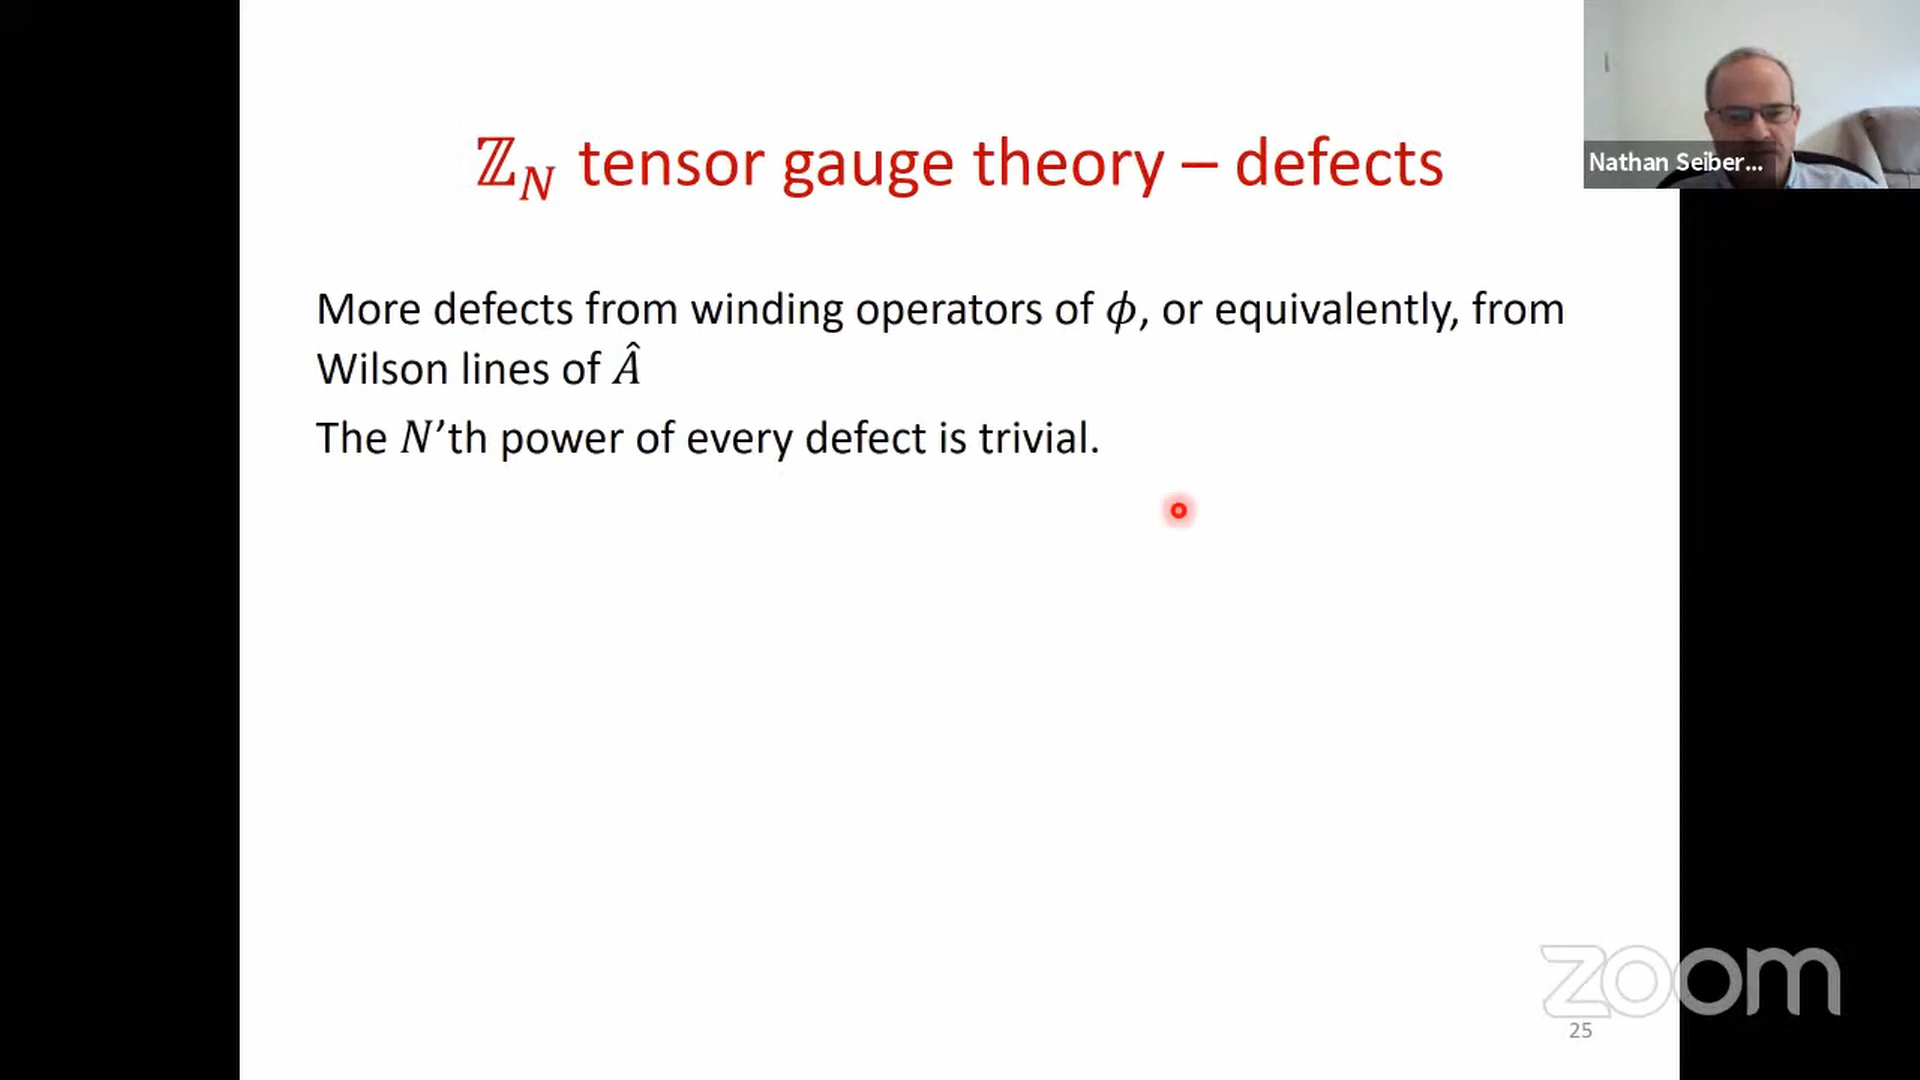 ℤ_N tensor gauge theory – defects
Nathan Seiber...
More defects from winding operators of ϕ, or equivalently, from
Wilson lines of Â
The N’th power of every defect is trivial.
zoom
25